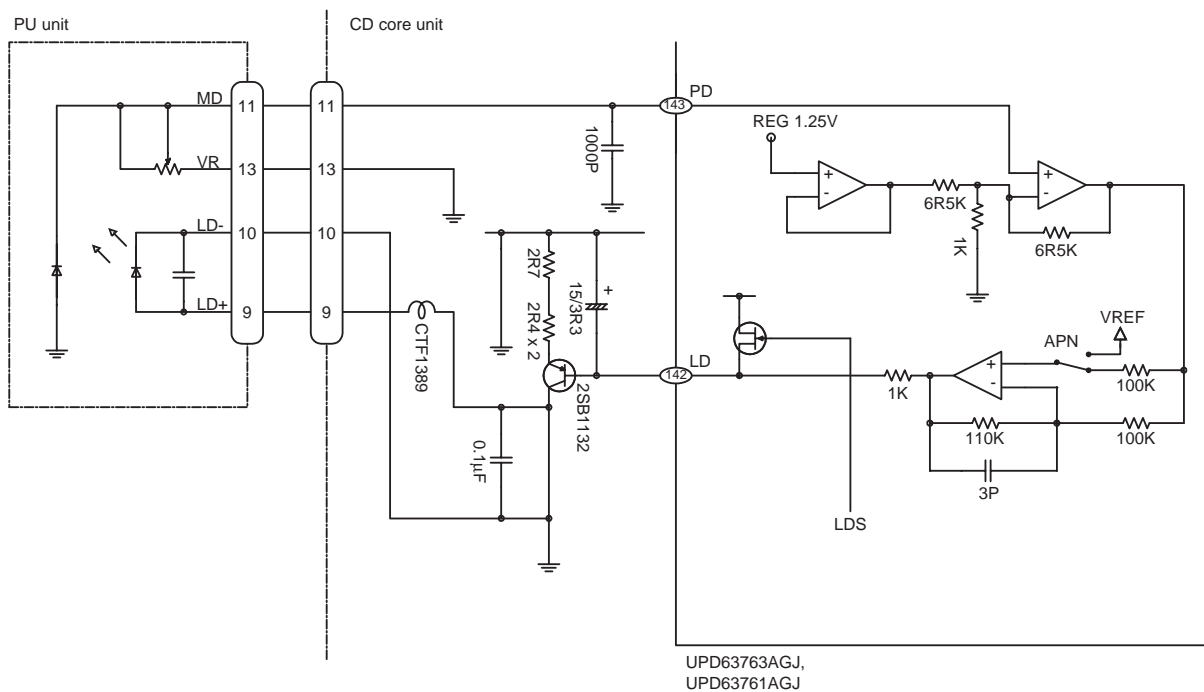 PU unit
CD core unit
MD
11
11
143
PD
VR
13
13
1000P
REG 1.25V
+
-
6R5K
1K
+
-
6R5K
LD-
10
10
LD+
9
9
CTF1389
2R7
2R4 x 2
15/3R3
+
2SB1132
0.1µF
LD
142
1K
+
-
APN
VREF
100K
110K
100K
3P
LDS
UPD63763AGJ,
UPD63761AGJ